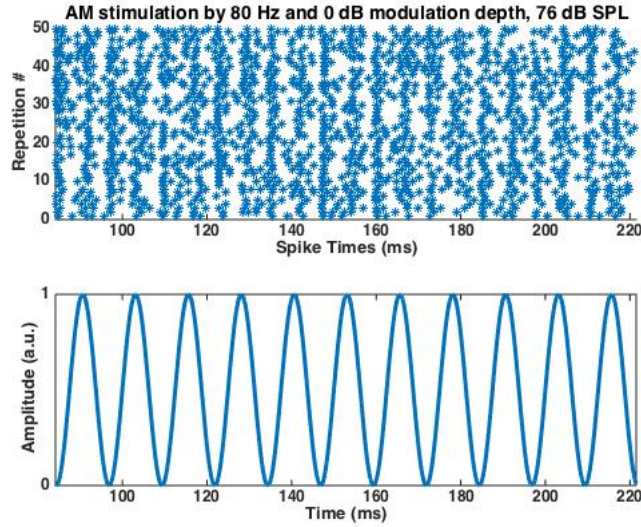 AM stimulation by 80 Hz and 0 dB modulation depth, 76 dB SPL
50
40
30
20
10
0
Repetition #
100 120 140 160 180 200 220
Spike Times (ms)
1
0
Amplitude (a.u.)
100 120 140 160 180 200 220
Time (ms)